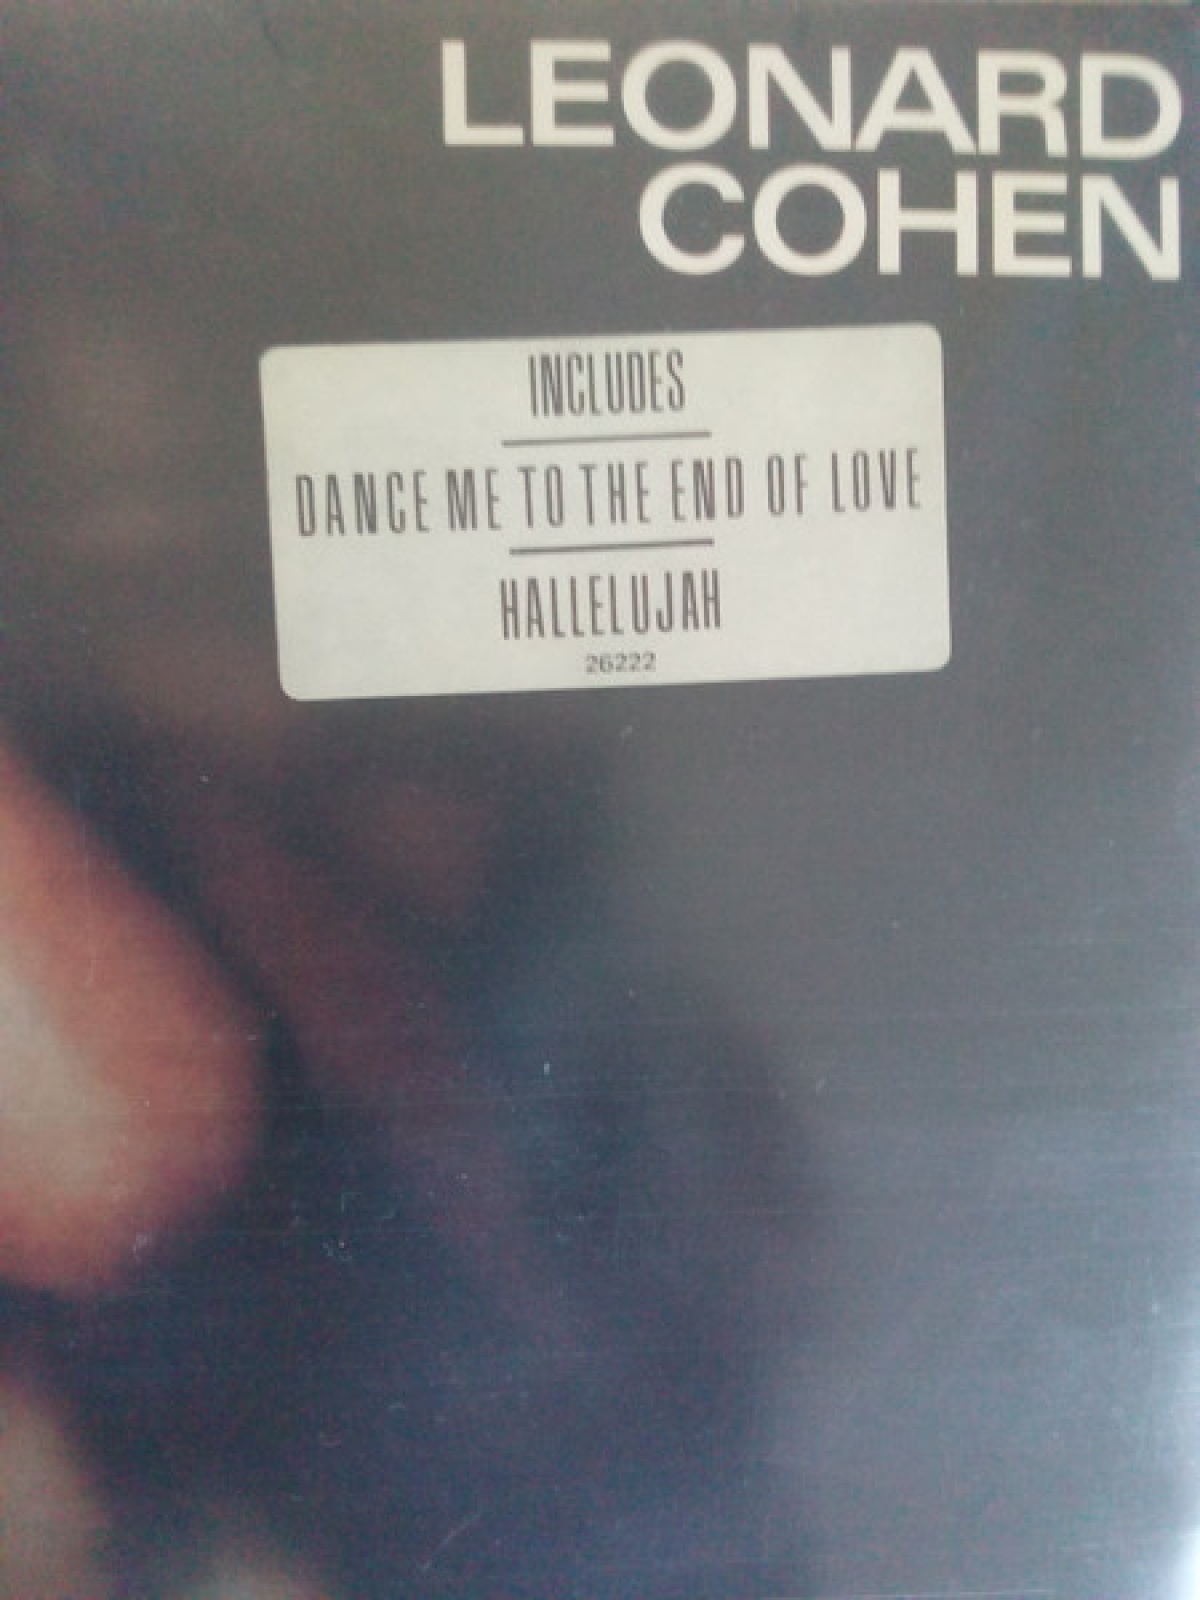 LEONARD
COHEN
INCLUDES
DANCE ME TO THE END OF LOVE
HALLELUJAH
26222